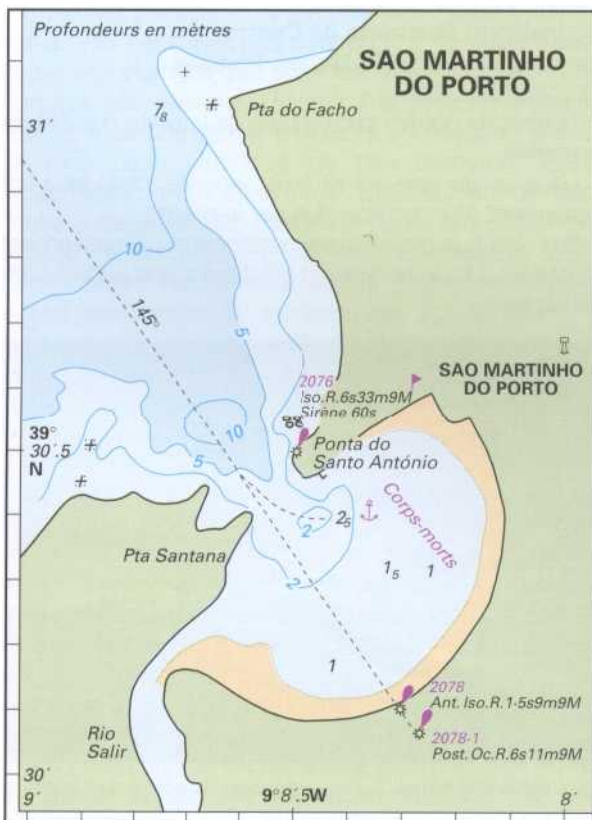 Profondeurs en mètres
SAO MARTINHO
DO PORTO
7₈
Pta do Facho
31´
10
145°
5
SAO MARTINHO
DO PORTO
2076
Iso.R.6s33m9M
Sirène 60s
10
39°
30´.5
N
5
Ponta do
Santo António
2
2₅
Corps-morts
Pta Santana
2
1₅
1
1
2078
Ant. Iso.R.1·5s9m9M
2078·1
Post.Oc.R.6s11m9M
Rio
Salir
30´
9´
9°8´.5W
8´